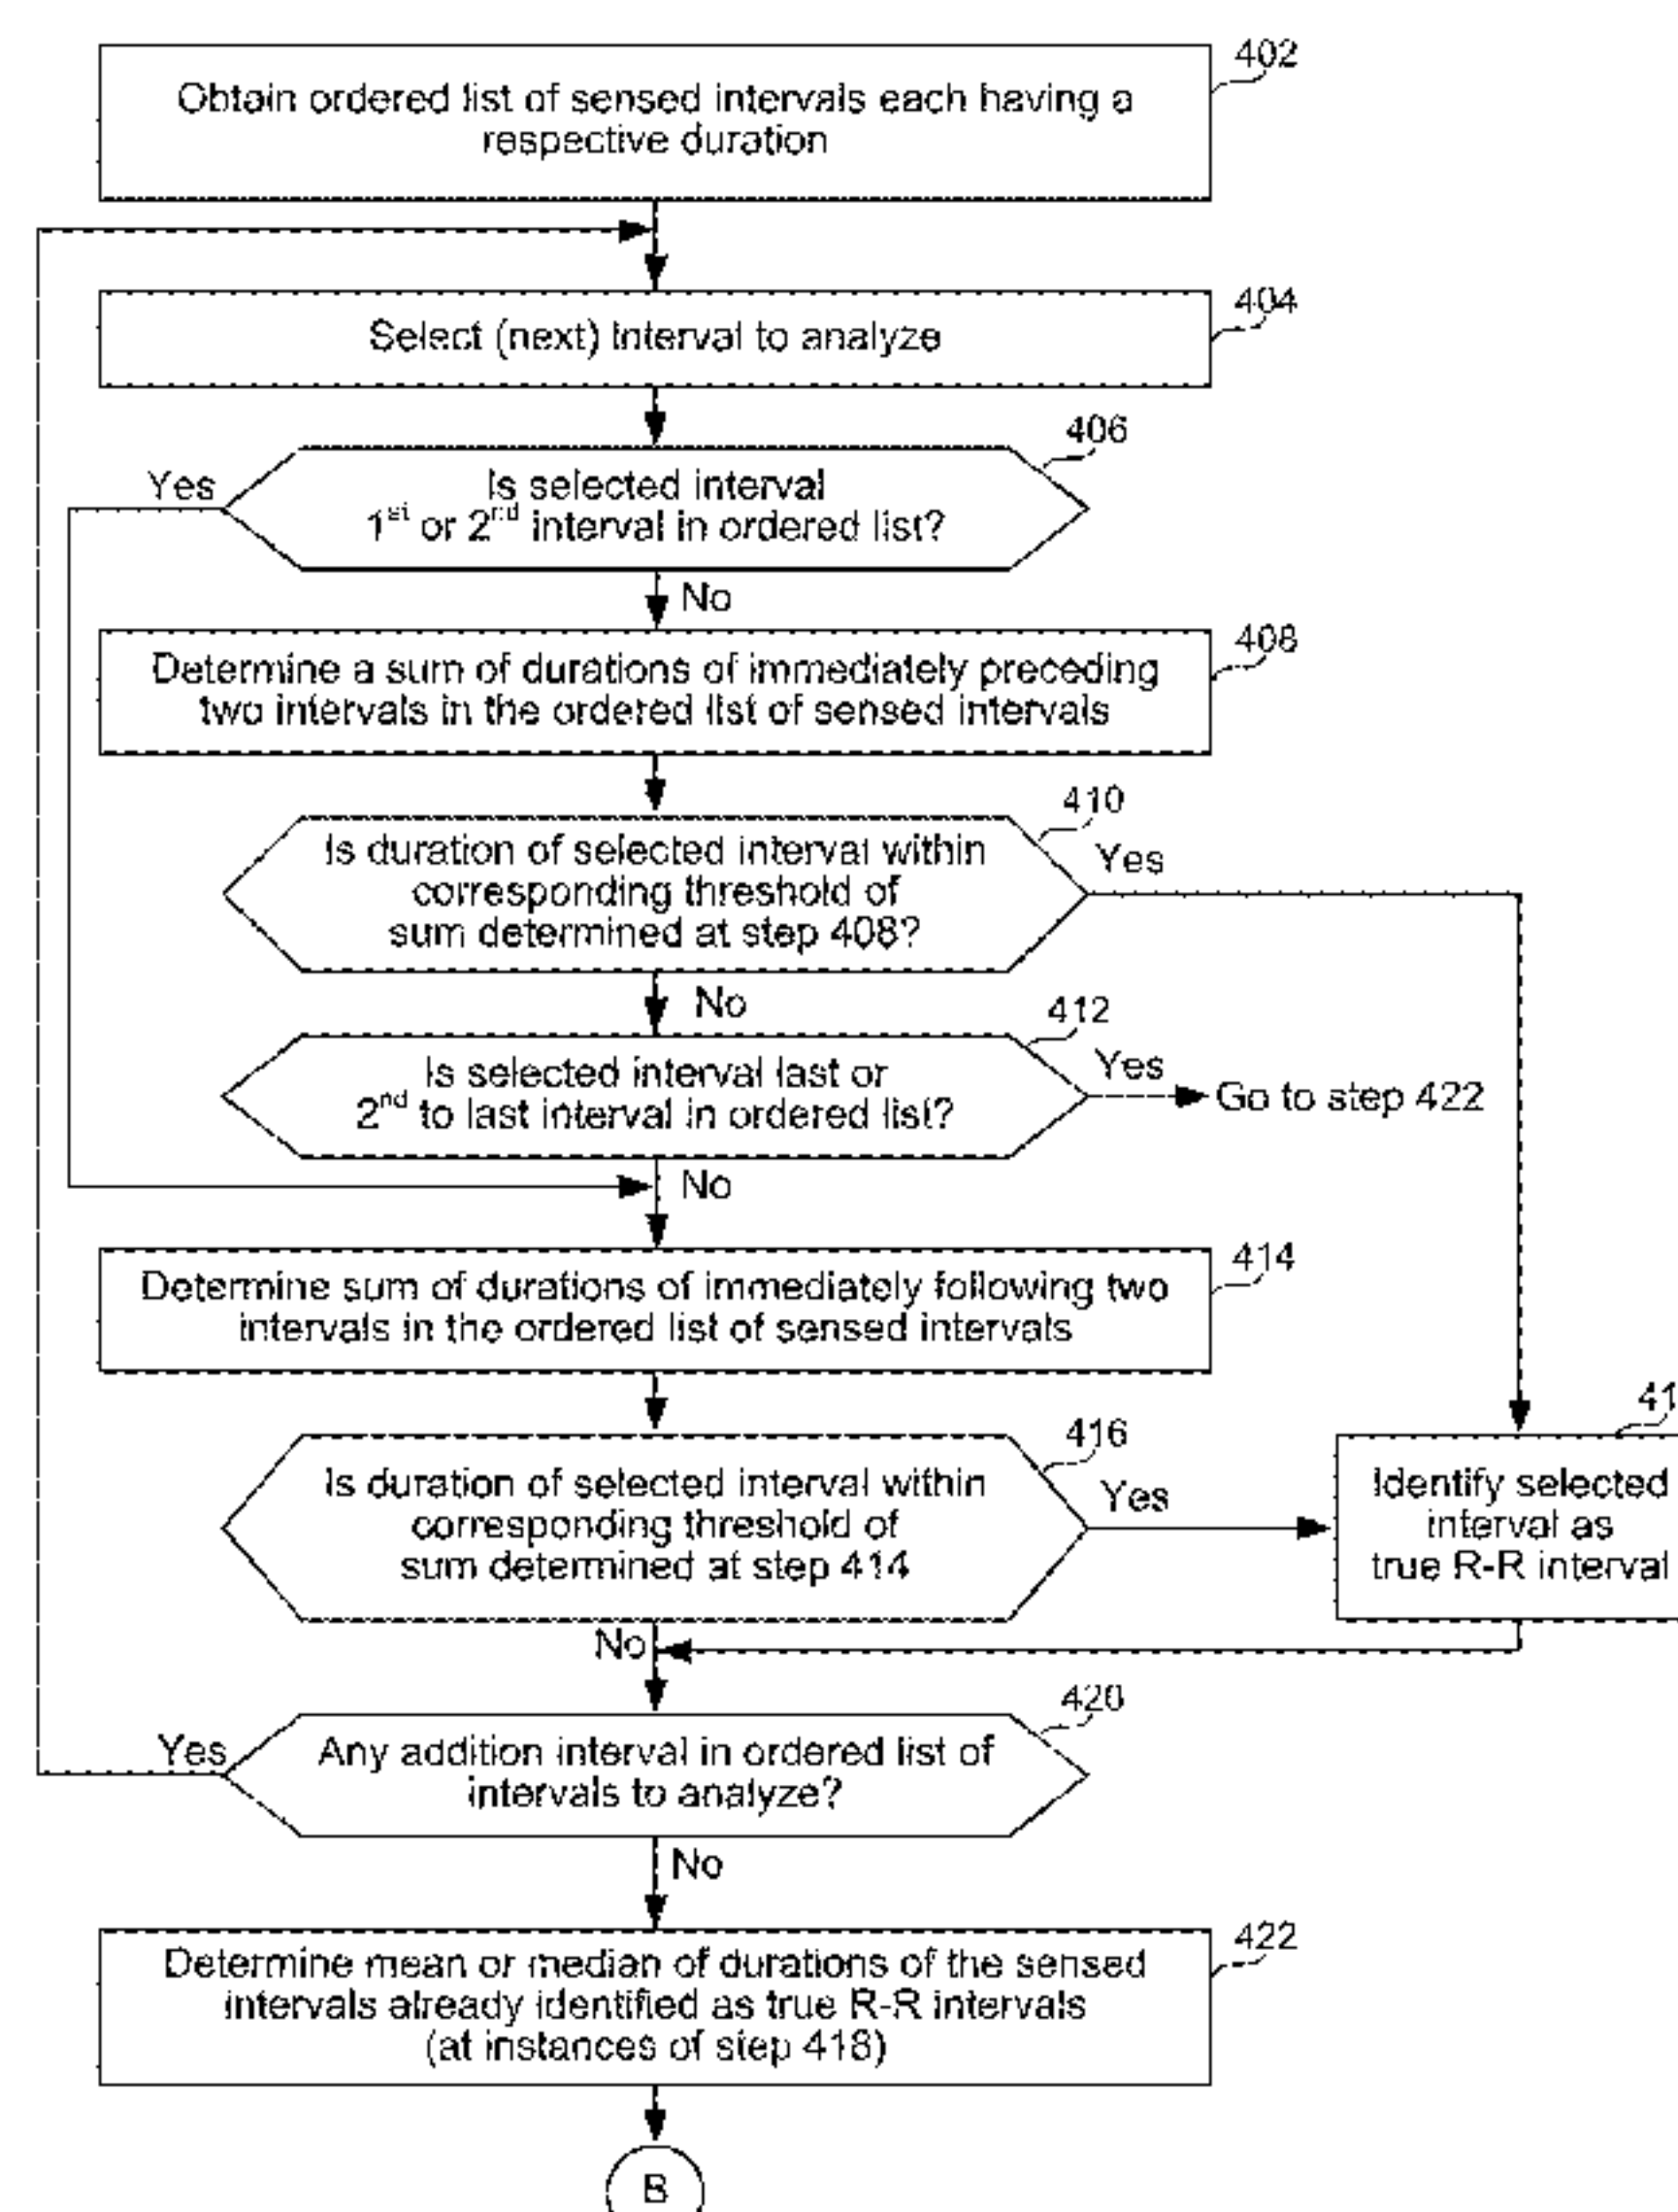 402
Obtain ordered list of sensed intervals each having a
respective duration
404
Select (next) interval to analyze
406
Yes
Is selected interval
1st or 2nd interval in ordered list?
No
408
Determine a sum of durations of immediately preceding
two intervals in the ordered list of sensed intervals
410
Is duration of selected interval within
corresponding threshold of
sum determined at step 408?
Yes
No
412
Is selected interval last or
2nd to last interval in ordered list?
Yes
Go to step 422
No
414
Determine sum of durations of immediately following two
intervals in the ordered list of sensed intervals
416
Is duration of selected interval within
corresponding threshold of
sum determined at step 414
Yes
41
Identify selected
interval as
true R-R interval
No
420
Yes
Any addition interval in ordered list of
intervals to analyze?
No
422
Determine mean or median of durations of the sensed
intervals already identified as true R-R intervals
(at instances of step 418)
B